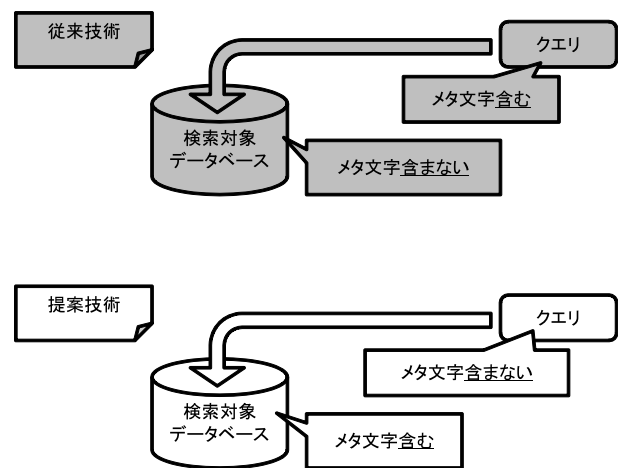 従来技術
クエリ
メタ文字含む
検索対象
データベース
メタ文字含まない
提案技術
クエリ
メタ文字含まない
検索対象
データベース
メタ文字含む